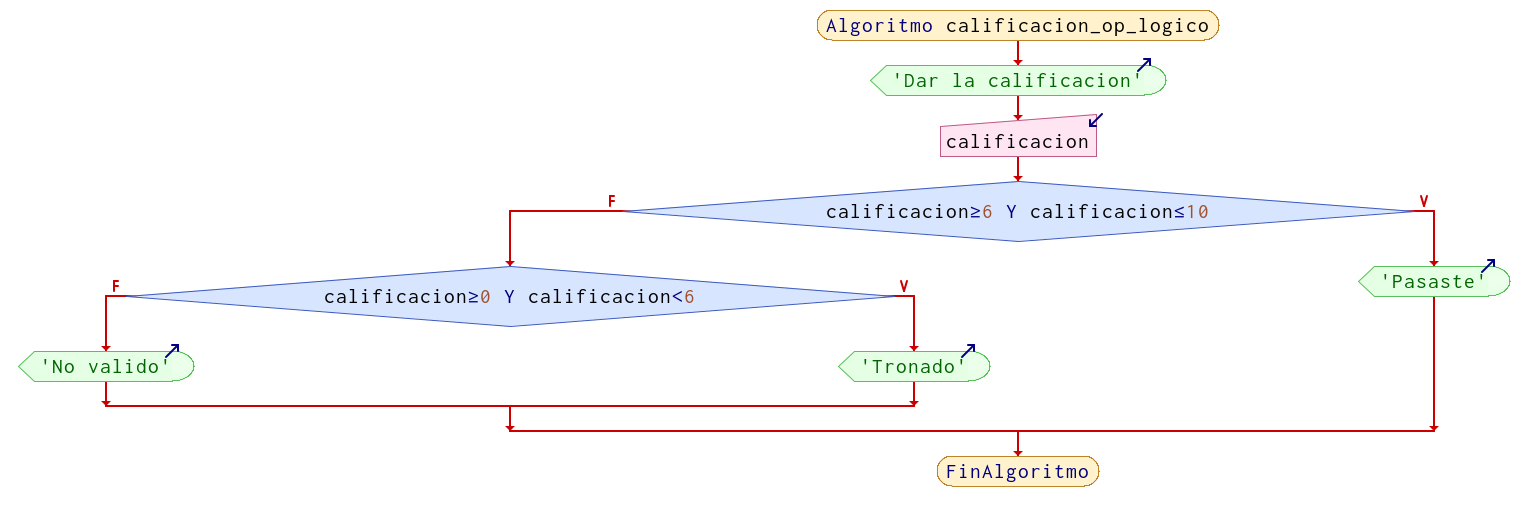 Algoritmo calificacion_op_logico
'Dar la calificacion'
calificacion
F
calificacion≥6 Y calificacion≤10
V
F
calificacion≥0 Y calificacion<6
V
'Pasaste'
'No valido'
'Tronado'
FinAlgoritmo